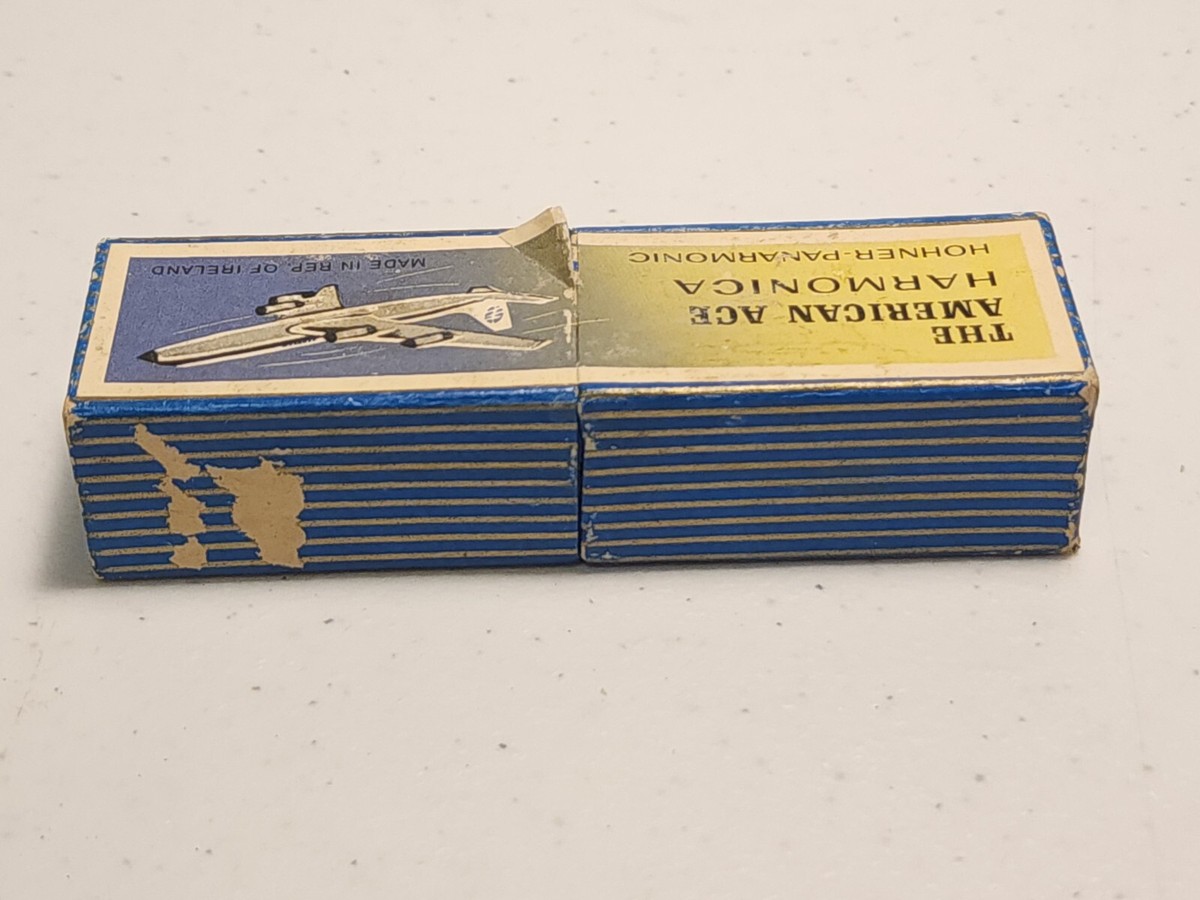 THE
AMERICAN ACE
HARMONICA
HOHNER-PANARMONIC
MADE IN REP. OF IRELAND